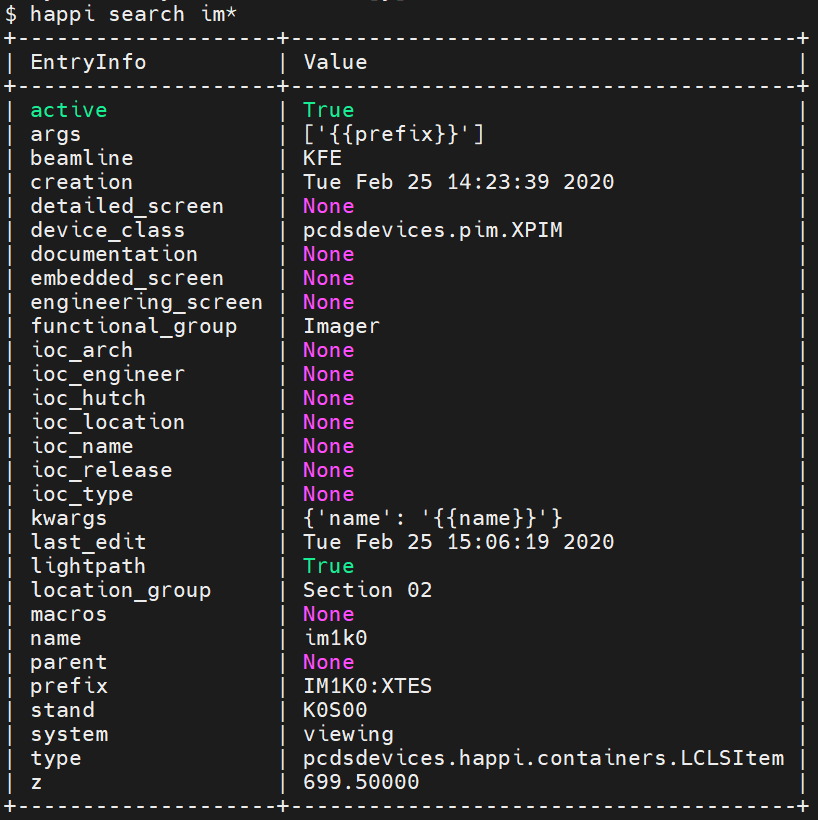 $ happi search im*
+--------------------+---------------------------------------+
| EntryInfo          | Value                                 |
+--------------------+---------------------------------------+
| active             | True                                  |
| args               | ['{{prefix}}']                        |
| beamline           | KFE                                   |
| creation           | Tue Feb 25 14:23:39 2020              |
| detailed_screen    | None                                  |
| device_class       | pcdsdevices.pim.XPIM                  |
| documentation      | None                                  |
| embedded_screen    | None                                  |
| engineering_screen | None                                  |
| functional_group   | Imager                                |
| ioc_arch           | None                                  |
| ioc_engineer       | None                                  |
| ioc_hutch          | None                                  |
| ioc_location       | None                                  |
| ioc_name           | None                                  |
| ioc_release        | None                                  |
| ioc_type           | None                                  |
| kwargs             | {'name': '{{name}}'}                  |
| last_edit          | Tue Feb 25 15:06:19 2020              |
| lightpath          | True                                  |
| location_group     | Section 02                            |
| macros             | None                                  |
| name               | im1k0                                 |
| parent             | None                                  |
| prefix             | IM1K0:XTES                            |
| stand              | K0S00                                 |
| system             | viewing                               |
| type               | pcdsdevices.happi.containers.LCLSItem |
| z                  | 699.50000                             |
+--------------------+---------------------------------------+